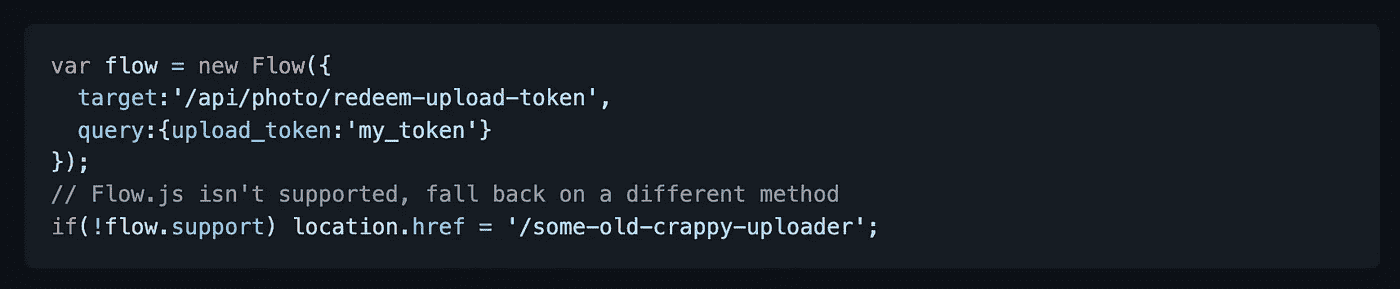 var flow = new Flow({
  target:'/api/photo/redeem-upload-token',
  query:{upload_token:'my_token'}
});
// Flow.js isn't supported, fall back on a different method
if(!flow.support) location.href = '/some-old-crappy-uploader';